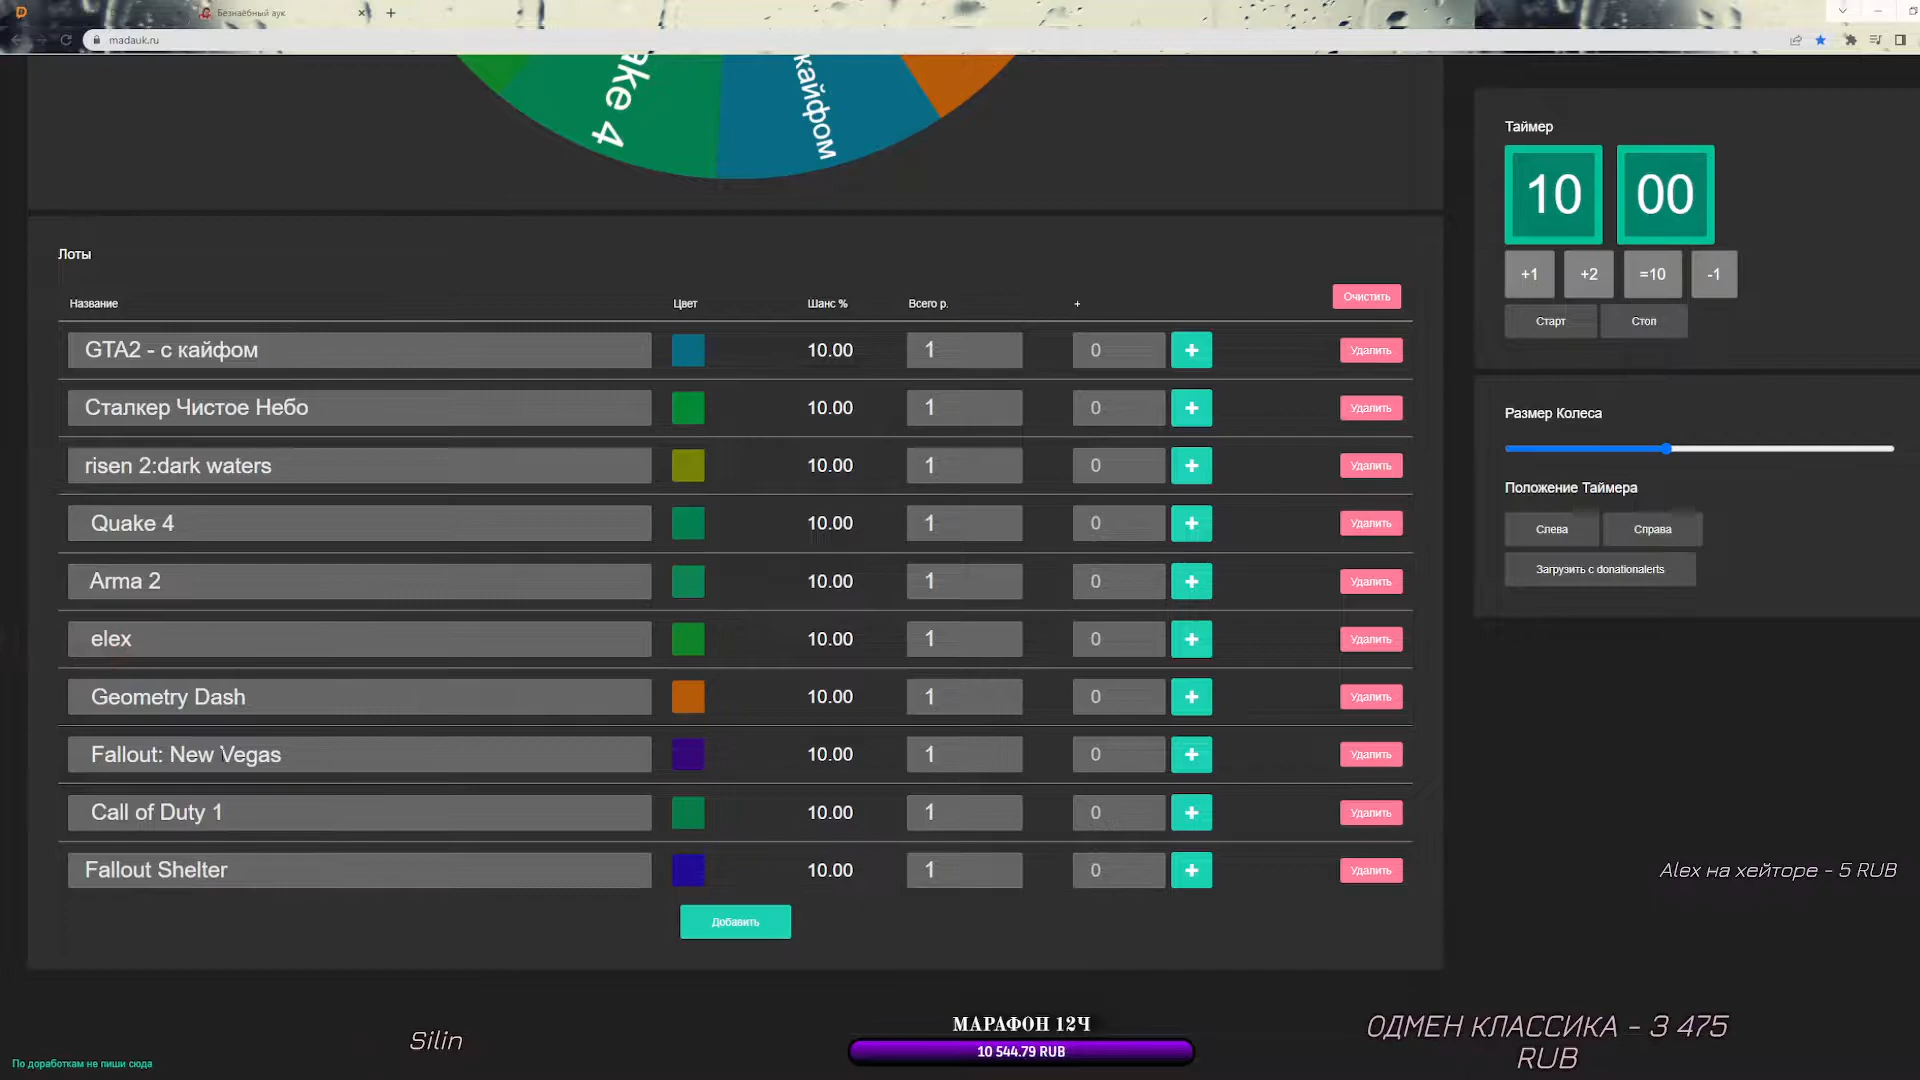 Безнаёбный аук
madauk.ru
ake 4
кайфом
Таймер
10 00
+1 +2 =10 -1
Старт Стоп
Лоты
Название Цвет Шанс % Всего р. + Очистить
GTA2 - с кайфом 10.00 1 0 + Удалить
Сталкер Чистое Небо 10.00 1 0 + Удалить
risen 2:dark waters 10.00 1 0 + Удалить
Quake 4 10.00 1 0 + Удалить
Arma 2 10.00 1 0 + Удалить
elex 10.00 1 0 + Удалить
Geometry Dash 10.00 1 0 + Удалить
Fallout: New Vegas 10.00 1 0 + Удалить
Call of Duty 1 10.00 1 0 + Удалить
Fallout Shelter 10.00 1 0 + Удалить
Добавить
Размер Колеса
Положение Таймера
Слева Справа
Загрузить с donationalerts
Alex на хейторе - 5 RUB
Silin
МАРАФОН 12Ч
10 544.79 RUB
ОДМЕН КЛАССИКА - 3 475
RUB
По доработкам не пиши сюда